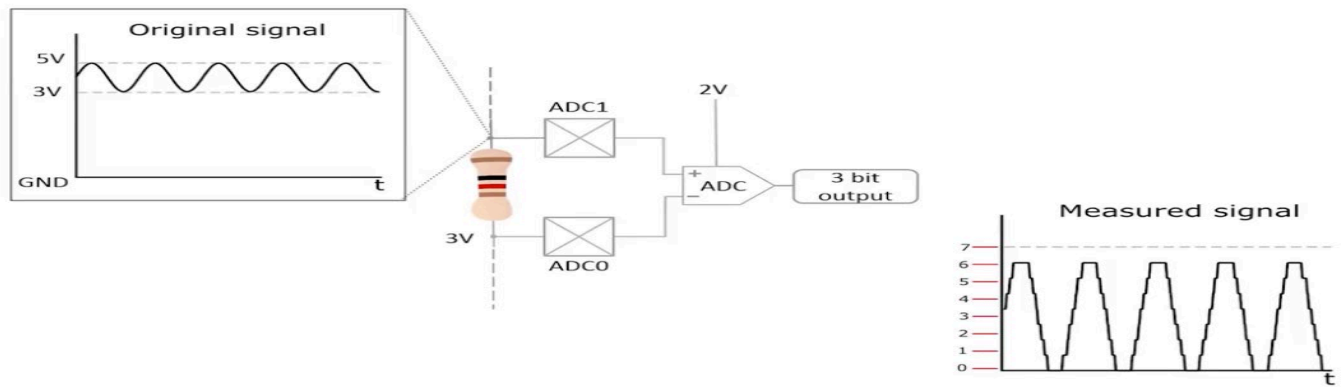 Original signal
5V
3V
GND
t
ADC1
2V
+
ADC
−
3 bit
output
3V
ADC0
Measured signal
7
6
5
4
3
2
1
0
t